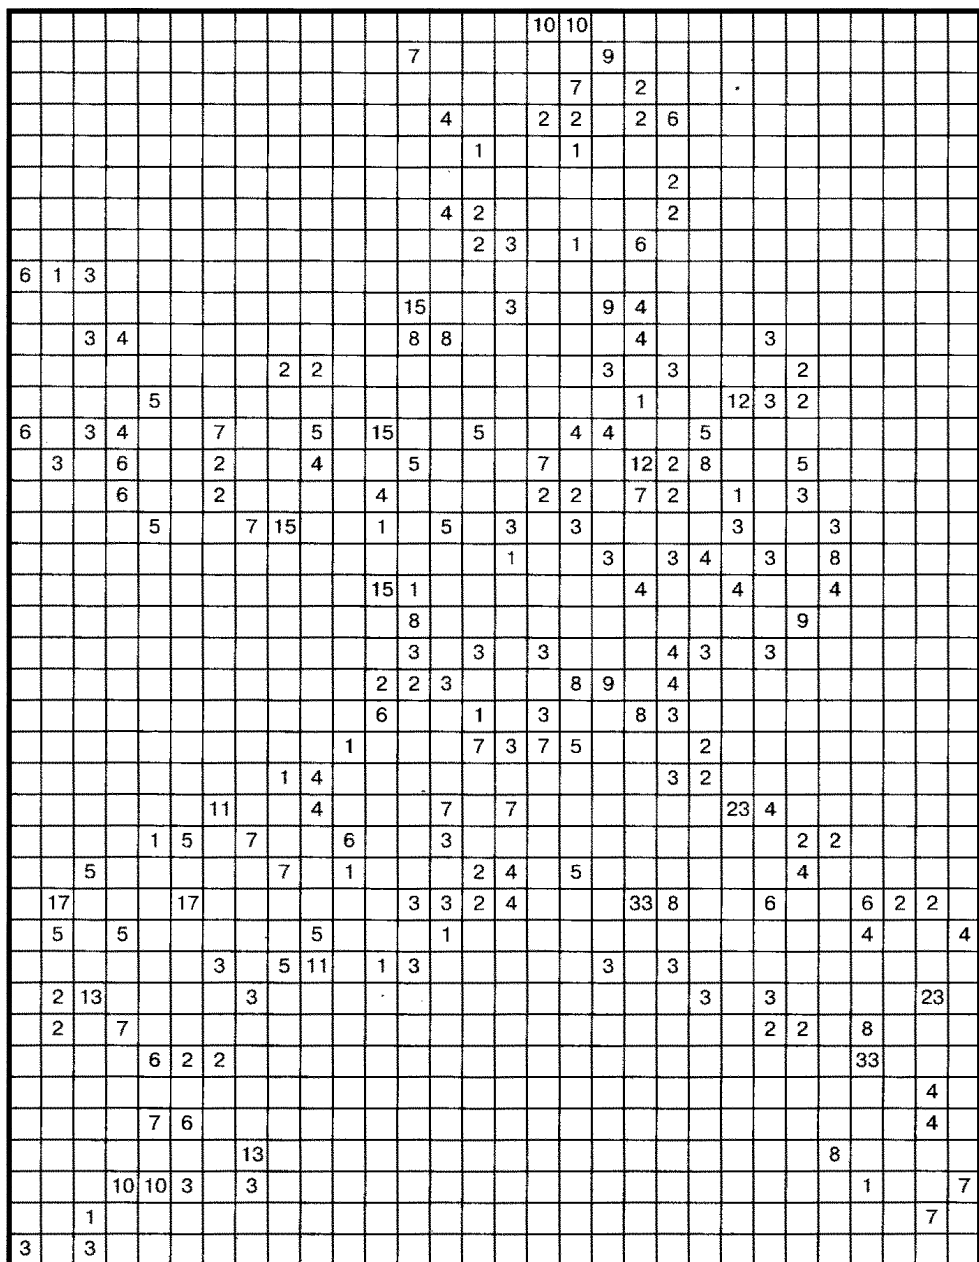 10 10
7 9
7 2
4 2 2 2 6
1 1
2
4 2 2
2 3 1 6
6 1 3
15 3 9 4
3 4 8 8 4 3
2 2 3 3 2
5 1 12 3 2
6 3 4 7 5 15 5 4 4 5
3 6 2 4 5 7 12 2 8 5
6 2 4 2 2 7 2 1 3
5 7 15 1 5 3 3 3 3
1 3 3 4 3 8
15 1 4 4 4
8 9
3 3 3 4 3 3
2 2 3 8 9 4
6 1 3 8 3
1 7 3 7 5 2
1 4 3 2
11 4 7 7 23 4
1 5 7 6 3 2 2
5 7 1 2 4 5 4
17 17 3 3 2 4 33 8 6 6 2 2
5 5 5 1 4 4
3 5 11 1 3 3 3
2 13 3 3 3 23
2 7 2 2 8
6 2 2 33
4
7 6 4
13 8
10 10 3 3 1 7
1 7
3 3